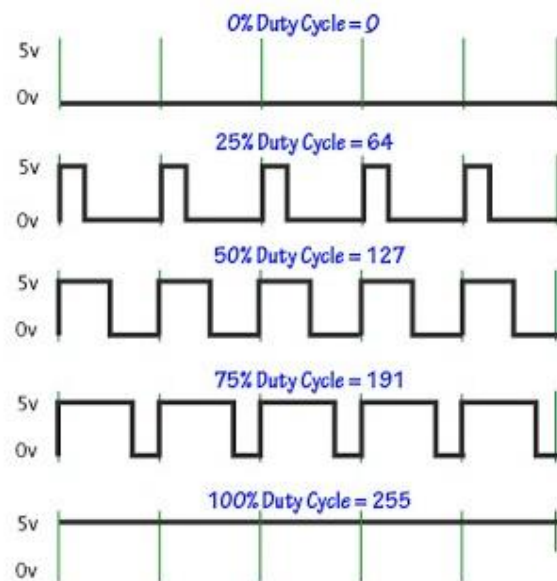 0% Duty Cycle = 0
5v
0v
25% Duty Cycle = 64
5v
0v
50% Duty Cycle = 127
5v
0v
75% Duty Cycle = 191
5v
0v
100% Duty Cycle = 255
5v
0v